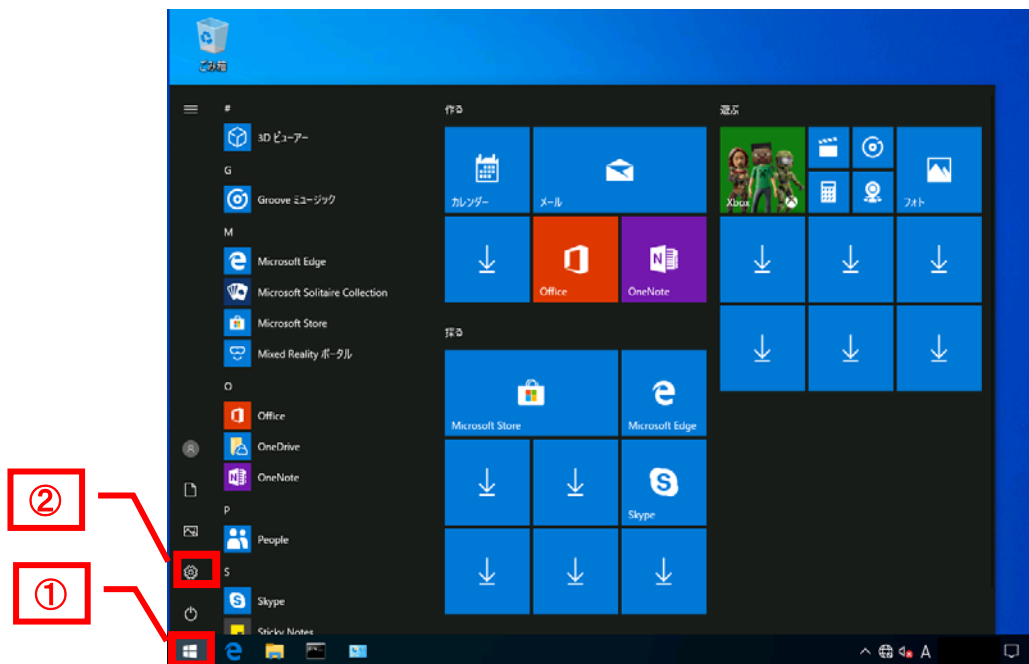 ごみ箱
#
3D ビューアー
G
Groove ミュージック
M
Microsoft Edge
Microsoft Solitaire Collection
Microsoft Store
Mixed Reality ポータル
O
Office
OneDrive
OneNote
P
People
S
Skype
Sticky Notes
作る
カレンダー
メール
Office
OneNote
探る
Microsoft Store
Microsoft Edge
Skype
遊ぶ
Xbox
フォト
②
①
A